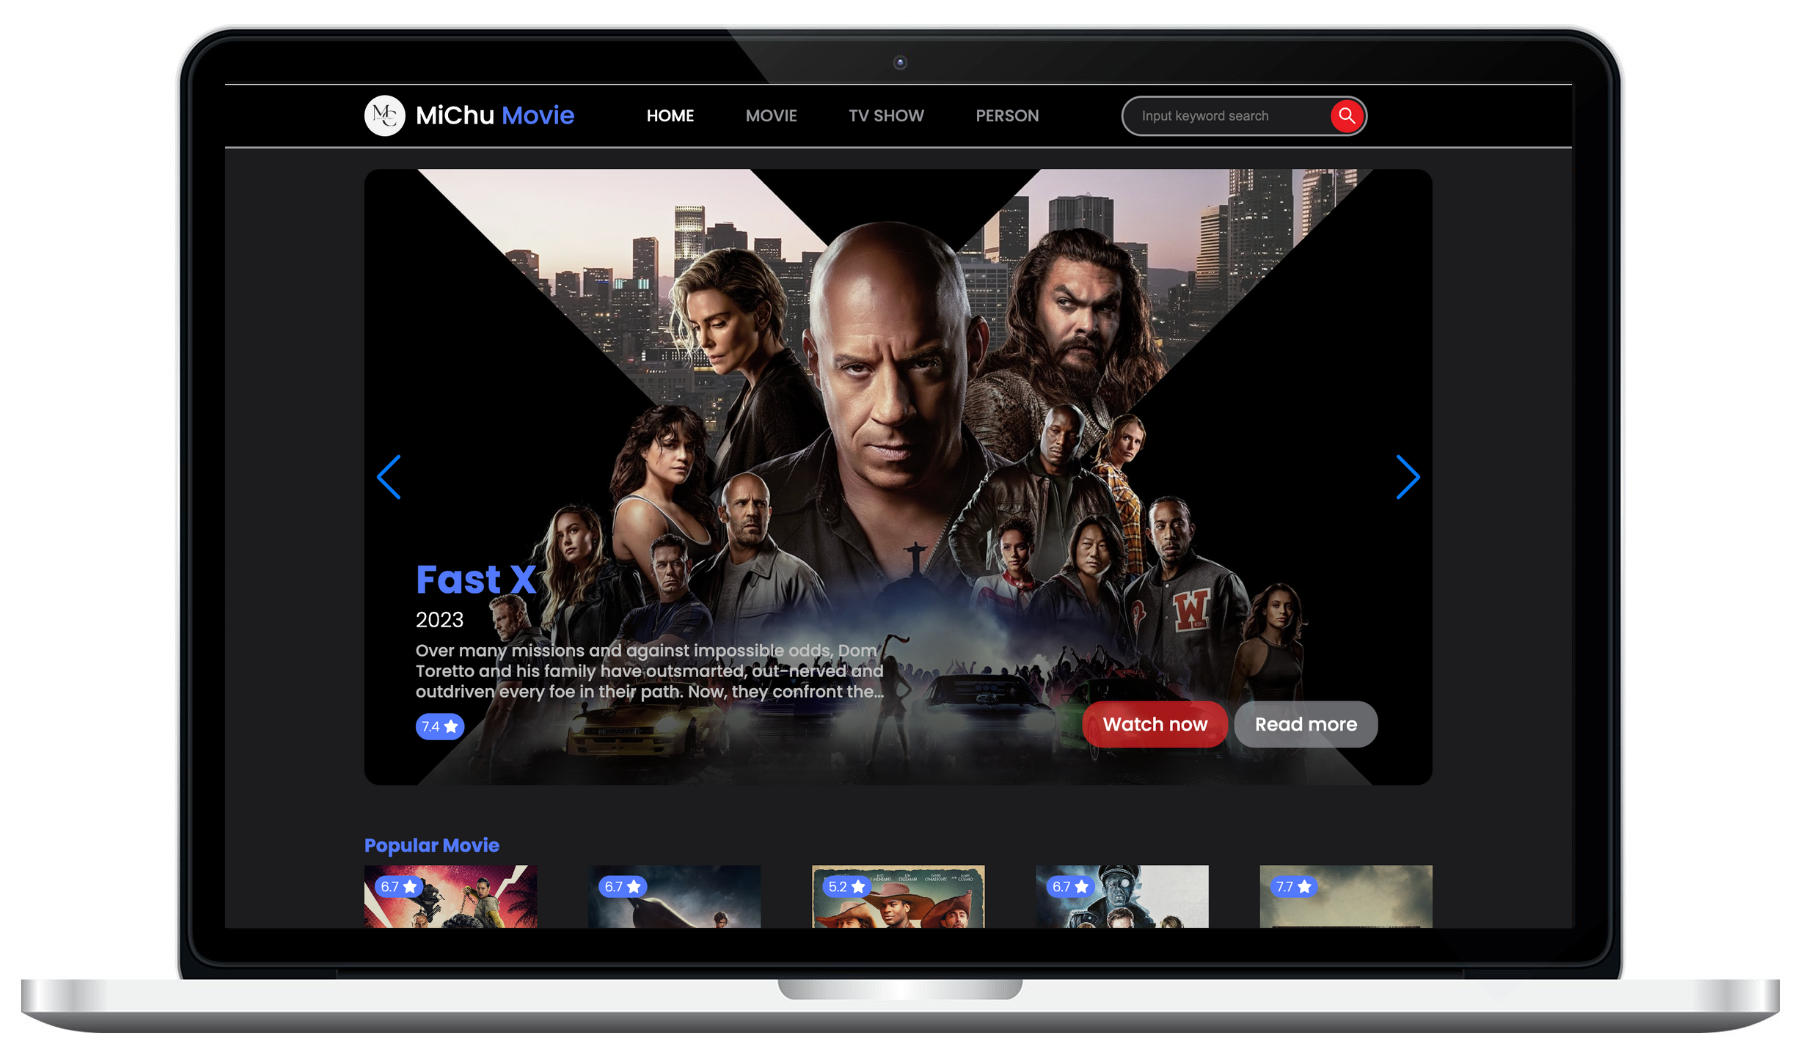 MC
MiChu Movie
HOME
MOVIE
TV SHOW
PERSON
Input keyword search
Fast X
2023
Over many missions and against impossible odds, Dom
Toretto and his family have outsmarted, out-nerved and
outdriven every foe in their path. Now, they confront the...
7.4
W
Watch now
Read more
Popular Movie
6.7
6.7
5.2
6.7
7.7